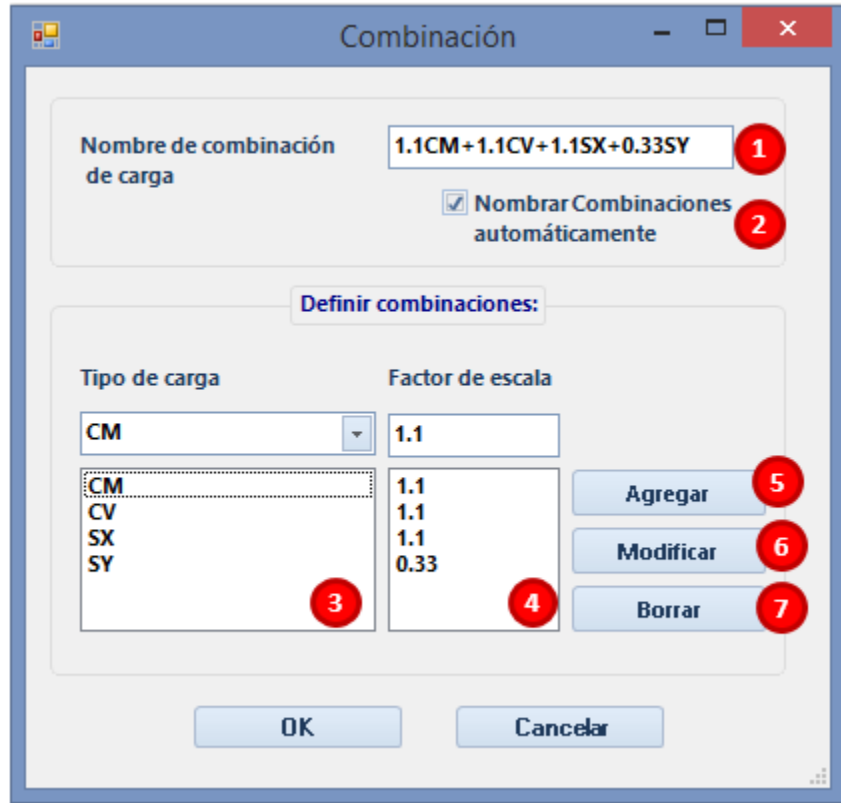 Combinación
Nombre de combinación
de carga
1.1CM+1.1CV+1.1SX+0.33SY
1
Nombrar Combinaciones
automáticamente
2
Definir combinaciones:
Tipo de carga
Factor de escala
CM
1.1
CM
CV
SX
SY
3
1.1
1.1
1.1
0.33
4
Agregar
5
Modificar
6
Borrar
7
OK
Cancelar